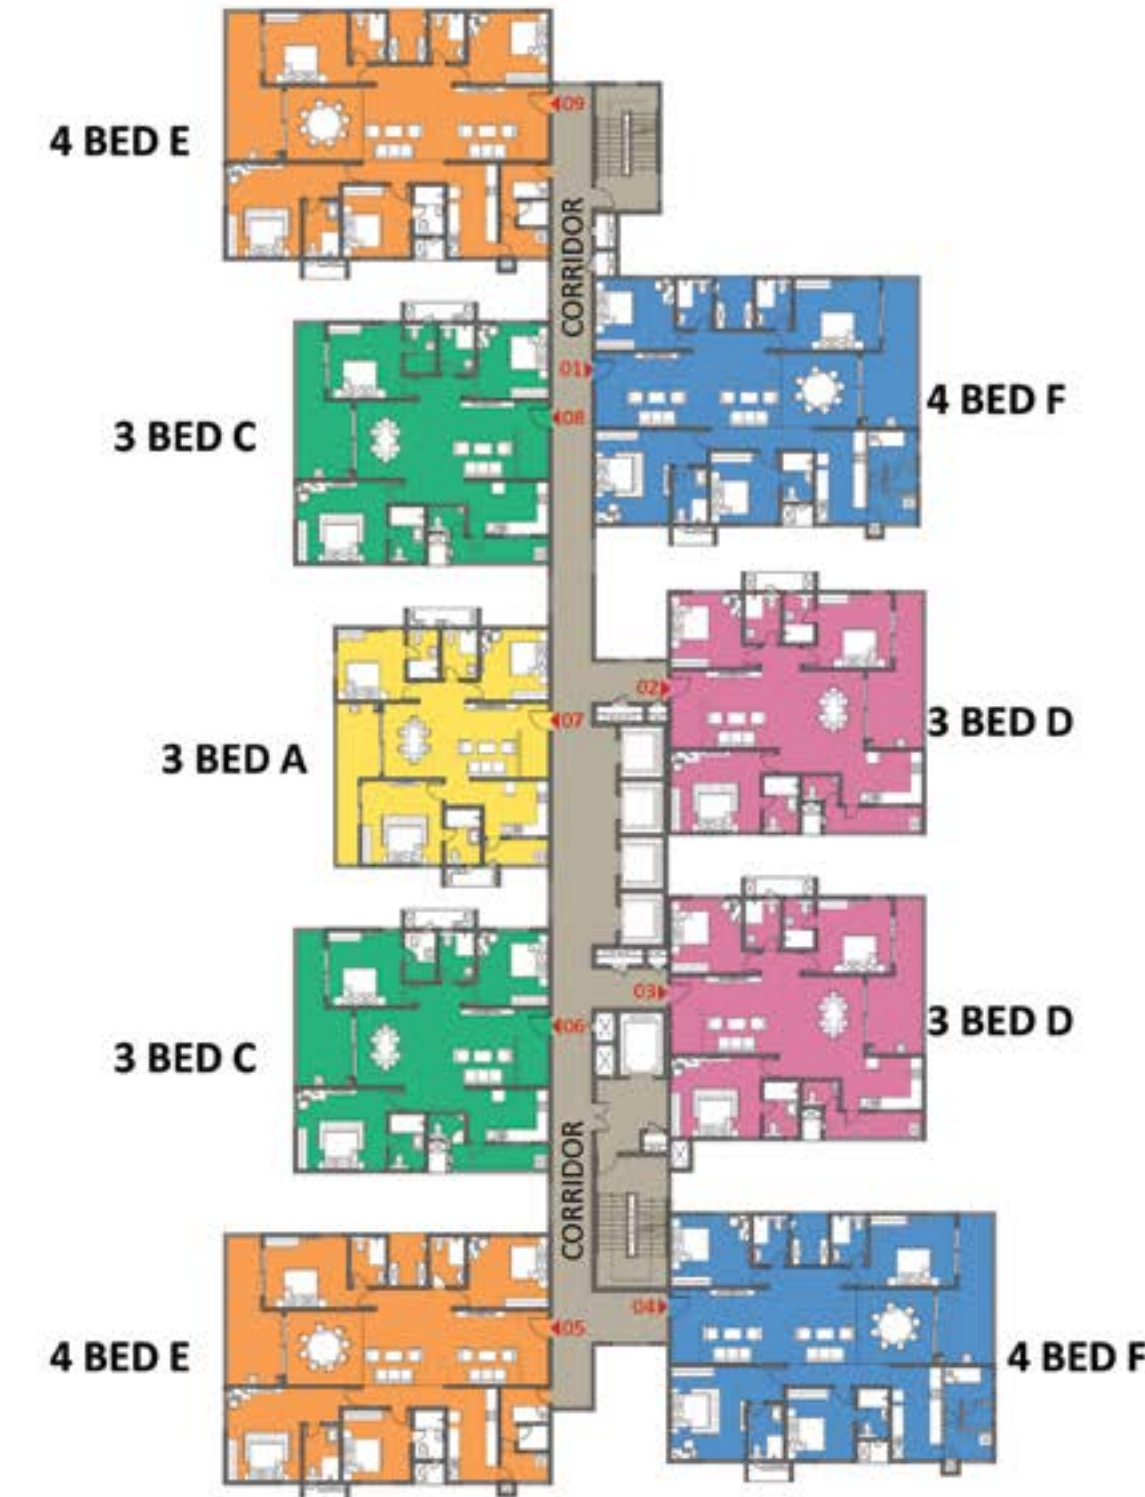 09
4 BED E
CORRIDOR
01
4 BED F
08
3 BED C
02
07
3 BED D
3 BED A
03
3 BED D
06
3 BED C
CORRIDOR
04
05
4 BED E
4 BED F